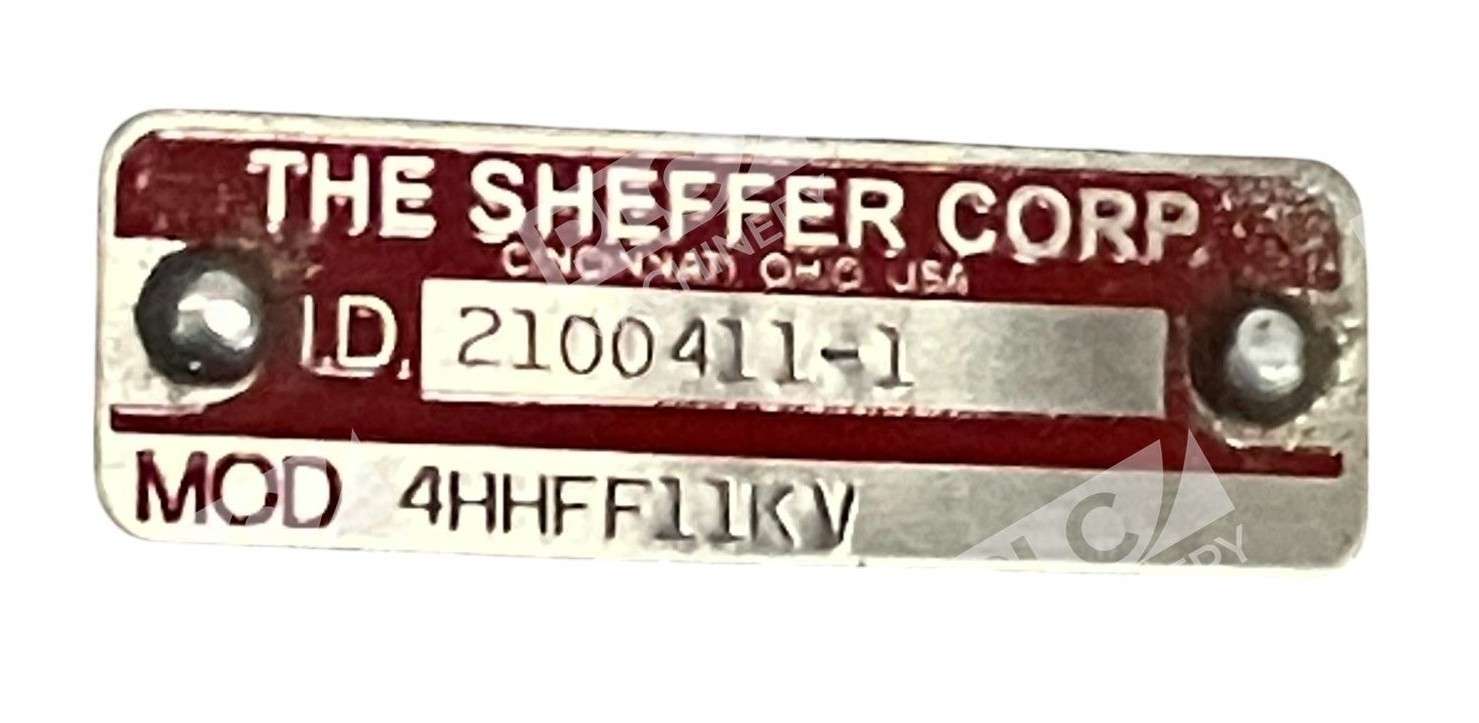 THE SHEFFER CORP.
CINCINNATI, OHIO USA
I.D. 2100411-1
MOD 4HHFF11KV